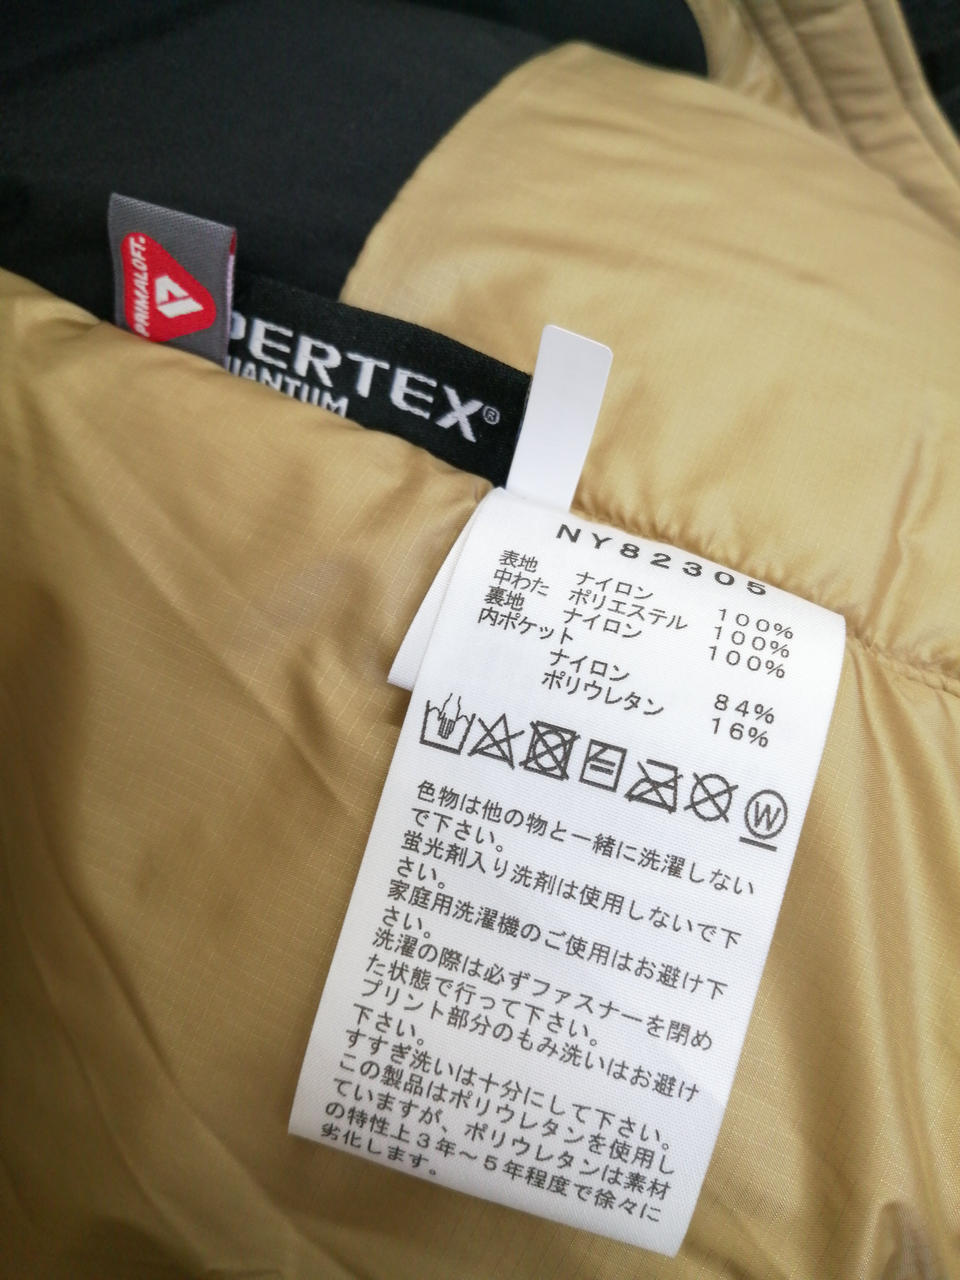 PRIMALOFT®
PERTEX®
QUANTUM
NY82305
表地 ナイロン 100%
中わた ポリエステル 100%
裏地 ナイロン 100%
内ポケット
ナイロン 84%
ポリウレタン 16%
W
色物は他の物と一緒に洗濯しない
で下さい。
蛍光剤入り洗剤は使用しないで下
さい。
家庭用洗濯機のご使用はお避け下
さい。
洗濯の際は必ずファスナーを閉め
た状態で行って下さい。
プリント部分のもみ洗いはお避け
下さい。
すすぎ洗いは十分にして下さい。
この製品はポリウレタンを使用し
ていますが、ポリウレタンは素材
の特性上3年~5年程度で徐々に
劣化します。